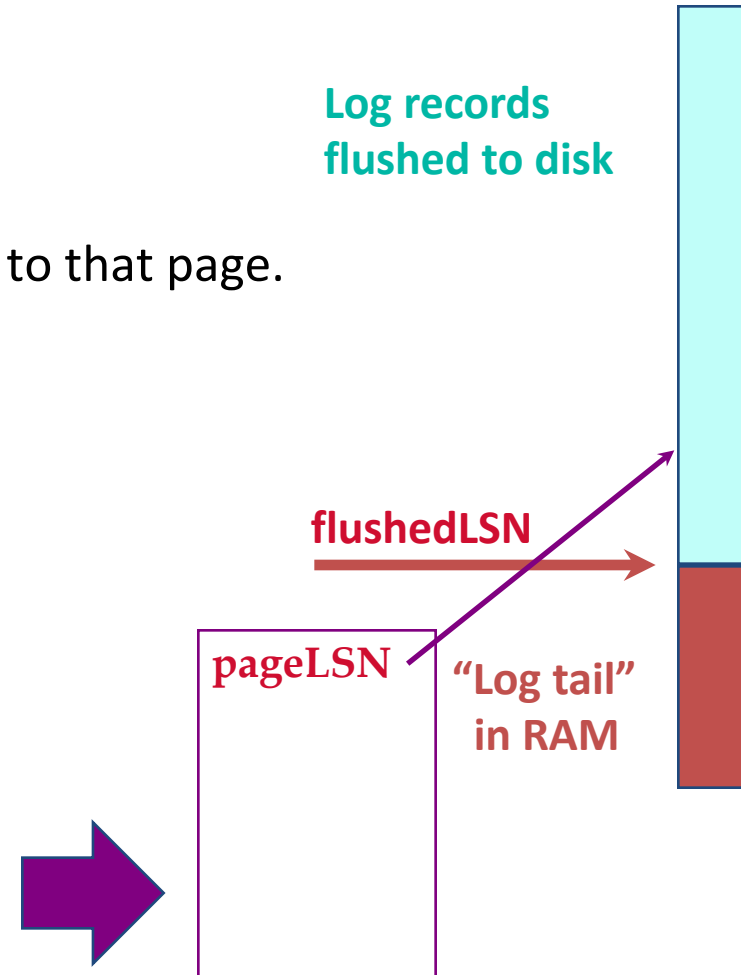 Log records
flushed to disk
to that page.
flushedLSN
pageLSN
“Log tail”
in RAM